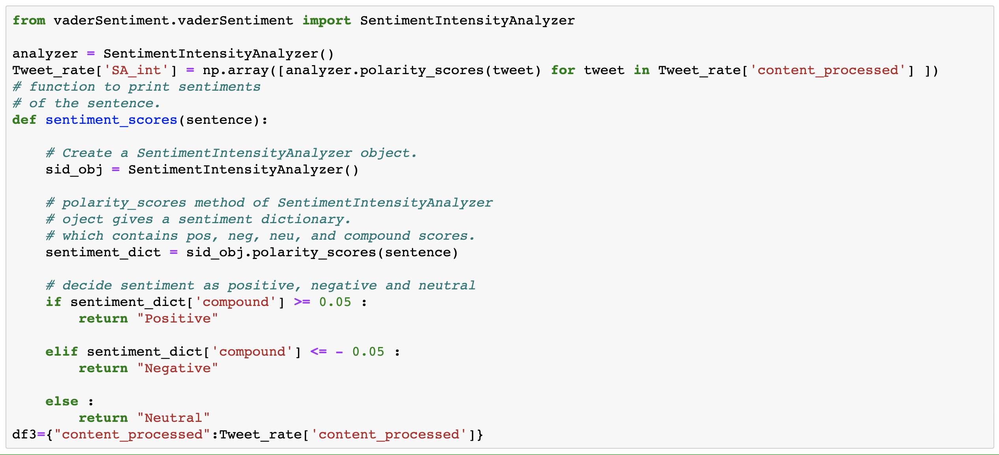 from vaderSentiment.vaderSentiment import SentimentIntensityAnalyzer
analyzer = SentimentIntensityAnalyzer()
Tweet_rate['SA_int'] = np.array([analyzer.polarity_scores(tweet) for tweet in Tweet_rate['content_processed'] ])
# function to print sentiments
# of the sentence.
def sentiment_scores(sentence):
    # Create a SentimentIntensityAnalyzer object.
    sid_obj = SentimentIntensityAnalyzer()
    # polarity_scores method of SentimentIntensityAnalyzer
    # oject gives a sentiment dictionary.
    # which contains pos, neg, neu, and compound scores.
    sentiment_dict = sid_obj.polarity_scores(sentence)
    # decide sentiment as positive, negative and neutral
    if sentiment_dict['compound'] >= 0.05 :
        return "Positive"
    elif sentiment_dict['compound'] <= - 0.05 :
        return "Negative"
    else :
        return "Neutral"
df3={"content_processed":Tweet_rate['content_processed']}